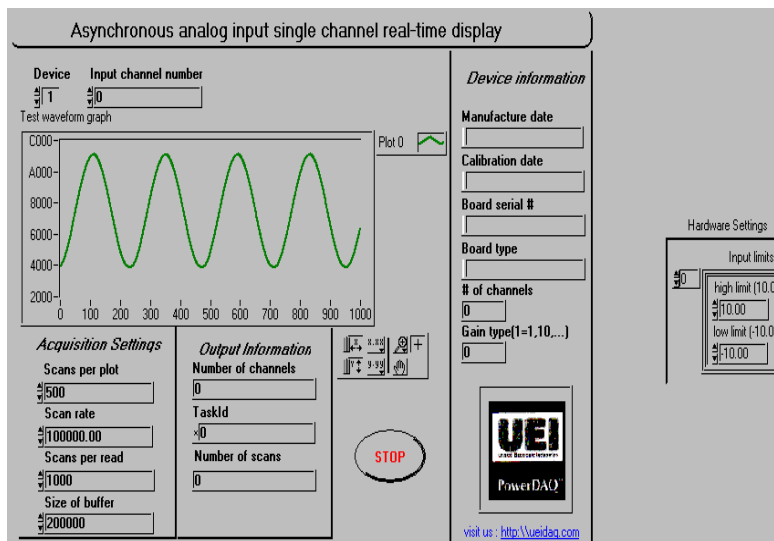 Asynchronous analog input single channel real-time display
Device
Input channel number
1
0
Test waveform graph
Plot 0
C000
A000
8000
6000
4000
2000
0 100 200 300 400 500 600 700 800 900 1000
Acquisition Settings
Scans per plot
500
Scan rate
100000.00
Scans per read
1000
Size of buffer
200000
Output Information
Number of channels
0
TaskId
×0
Number of scans
0
x.xx
y.yy
STOP
Device information
Manufacture date
Calibration date
Board serial #
Board type
# of channels
0
Gain type(1=1,10,...)
0
UEI
PowerDAQ
visit us : http:\\ueidaq.com
Hardware Settings
Input limits
0
high limit (10.0
10.00
low limit (-10.0
-10.00